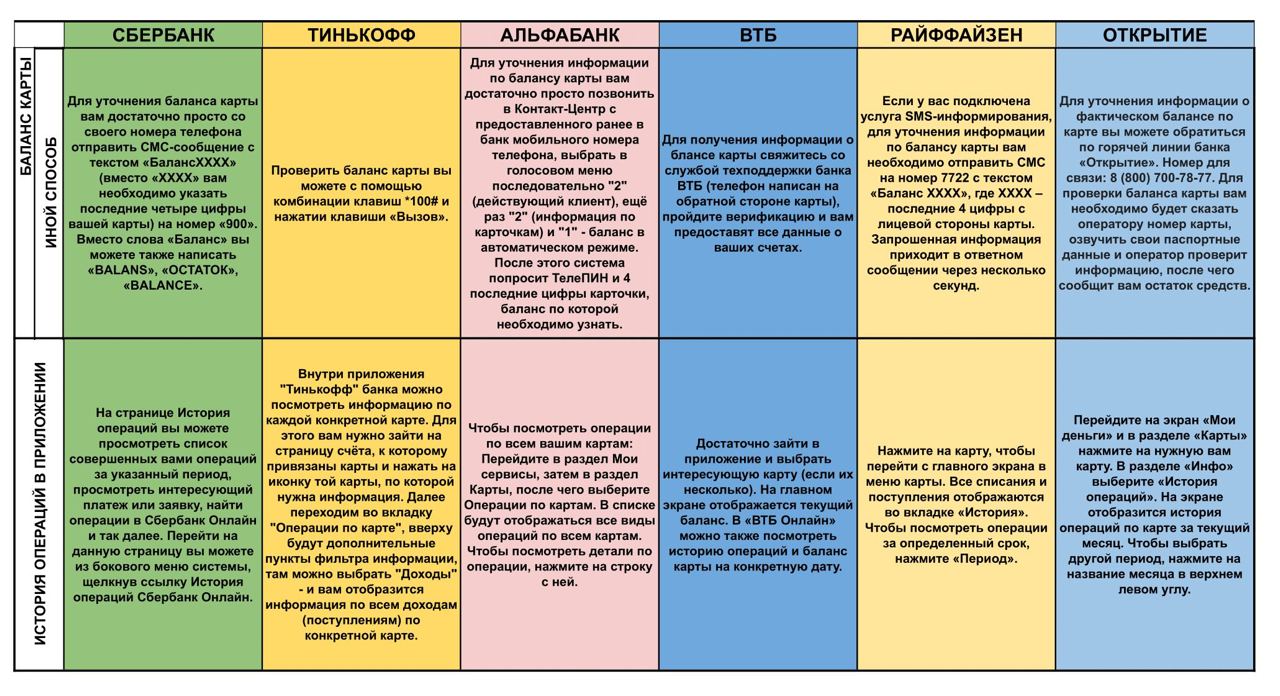 СБЕРБАНК
ТИНЬКОФФ
АЛЬФАБАНК
ВТБ
РАЙФФАЙЗЕН
ОТКРЫТИЕ
БАЛАНС КАРТЫ
ИНОЙ СПОСОБ
Для уточнения баланса карты
вам достаточно просто со
своего номера телефона
отправить СМС-сообщение с
текстом «БалансХХХХ»
(вместо «ХХХХ» вам
необходимо указать
последние четыре цифры
вашей карты) на номер «900».
Вместо слова «Баланс» вы
можете также написать
«BALANS», «ОСТАТОК»,
«BALANCE».
Проверить баланс карты вы
можете с помощью
комбинации клавиш *100# и
нажатии клавиши «Вызов».
Для уточнения информации
по балансу карты вам
достаточно просто позвонить
в Контакт-Центр с
предоставленного ранее в
банк мобильного номера
телефона, выбрать в
голосовом меню
последовательно "2"
(действующий клиент), ещё
раз "2" (информация по
карточкам) и "1" - баланс в
автоматическом режиме.
После этого система
попросит ТелеПИН и 4
последние цифры карточки,
баланс по которой
необходимо узнать.
Для получения информации о
блансе карты свяжитесь со
службой техподдержки банка
ВТБ (телефон написан на
обратной стороне карты),
пройдите верификацию и вам
предоставят все данные о
ваших счетах.
Если у вас подключена
услуга SMS-информирования,
для уточнения информации
по балансу карты вам
необходимо отправить СМС
на номер 7722 с текстом
«Баланс ХХХХ», где ХХХХ –
последние 4 цифры с
лицевой стороны карты.
Запрошенная информация
приходит в ответном
сообщении через несколько
секунд.
Для уточнения информации о
фактическом балансе по
карте вы можете обратиться
по горячей линии банка
«Открытие». Номер для
связи: 8 (800) 700-78-77. Для
проверки баланса карты вам
необходимо будет сказать
оператору номер карты,
озвучить свои паспортные
данные и оператор проверит
информацию, после чего
сообщит вам остаток средств.
ИСТОРИЯ ОПЕРАЦИЙ В ПРИЛОЖЕНИИ
На странице История
операций вы можете
просмотреть список
совершенных вами операций
за указанный период,
просмотреть интересующий
платеж или заявку, найти
операции в Сбербанк Онлайн
и так далее. Перейти на
данную страницу вы можете
из бокового меню системы,
щелкнув ссылку История
операций Сбербанк Онлайн.
Внутри приложения
"Тинькофф" банка можно
посмотреть информацию по
каждой конкретной карте. Для
этого вам нужно зайти на
страницу счёта, к которому
привязаны карты и нажать на
иконку той карты, по которой
нужна информация. Далее
переходим во вкладку
"Операции по карте", вверху
будут дополнительные
пункты фильтра информации,
там можно выбрать "Доходы"
- и вам отобразится
информация по всем доходам
(поступлениям) по
конкретной карте.
Чтобы посмотреть операции
по всем вашим картам:
Перейдите в раздел Мои
сервисы, затем в раздел
Карты, после чего выберите
Операции по картам. В списке
будут отображаться все виды
операций по всем картам.
Чтобы посмотреть детали по
операции, нажмите на строку
с ней.
Достаточно зайти в
приложение и выбрать
интересующую карту (если их
несколько). На главном
экране отображается текущий
баланс. В «ВТБ Онлайн»
можно также посмотреть
историю операций и баланс
карты на конкретную дату.
Нажмите на карту, чтобы
перейти с главного экрана в
меню карты. Все списания и
поступления отображаются
во вкладке «История».
Чтобы посмотреть операции
за определенный срок,
нажмите «Период».
Перейдите на экран «Мои
деньги» и в разделе «Карты»
нажмите на нужную вам
карту. В разделе «Инфо»
выберите «История
операций». На экране
отобразится история
операций по карте за текущий
месяц. Чтобы выбрать
другой период, нажмите на
название месяца в верхнем
левом углу.